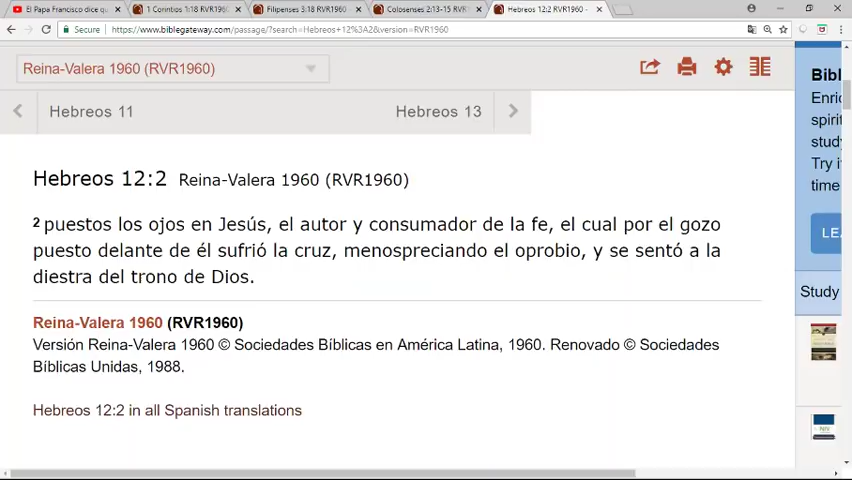 El Papa Francisco dice qu
1 Corintios 1:18 RVR1960
Filipenses 3:18 RVR1960
Colosenses 2:13-15 RVR1960
Hebreos 12:2 RVR1960 -
Secure
https://www.biblegateway.com/passage/?search=Hebreos+12%3A2&version=RVR1960
Reina-Valera 1960 (RVR1960)
Hebreos 11
Hebreos 13
Hebreos 12:2 Reina-Valera 1960 (RVR1960)
2 puestos los ojos en Jesús, el autor y consumador de la fe, el cual por el gozo
puesto delante de él sufrió la cruz, menospreciando el oprobio, y se sentó a la
diestra del trono de Dios.
Reina-Valera 1960 (RVR1960)
Versión Reina-Valera 1960 © Sociedades Bíblicas en América Latina, 1960. Renovado © Sociedades
Bíblicas Unidas, 1988.
Hebreos 12:2 in all Spanish translations
Bibl
Enric
spirit
study
Try i
time
LEA
Study
NIV